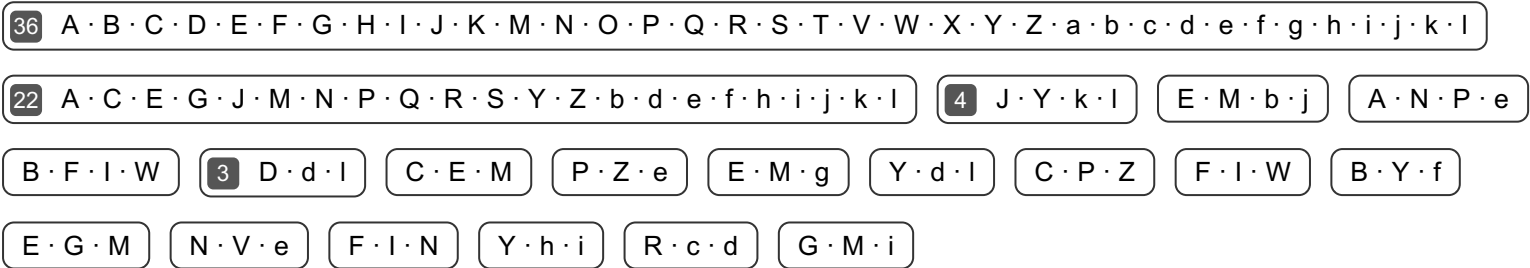 36 A · B · C · D · E · F · G · H · I · J · K · M · N · O · P · Q · R · S · T · V · W · X · Y · Z · a · b · c · d · e · f · g · h · i · j · k · l
22 A · C · E · G · J · M · N · P · Q · R · S · Y · Z · b · d · e · f · h · i · j · k · l 4 J · Y · k · l E · M · b · j A · N · P · e
B · F · I · W 3 D · d · l C · E · M P · Z · e E · M · g Y · d · l C · P · Z F · I · W B · Y · f
E · G · M N · V · e F · I · N Y · h · i R · c · d G · M · i